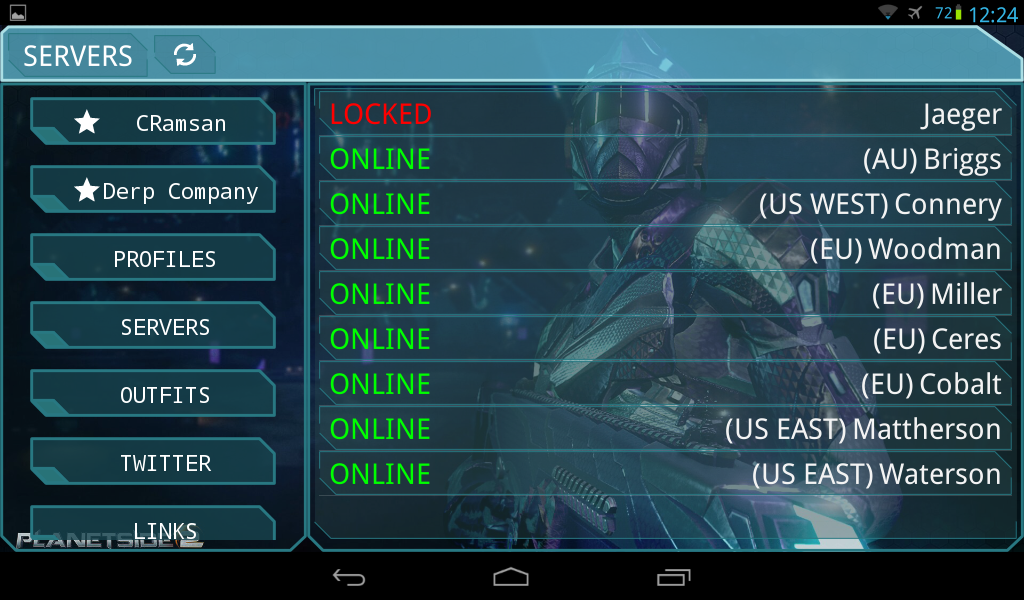 72 12:24
SERVERS
CRamsan
Derp Company
PROFILES
SERVERS
OUTFITS
TWITTER
LINKS
PLANETSIDE 2
LOCKED Jaeger
ONLINE (AU) Briggs
ONLINE (US WEST) Connery
ONLINE (EU) Woodman
ONLINE (EU) Miller
ONLINE (EU) Ceres
ONLINE (EU) Cobalt
ONLINE (US EAST) Mattherson
ONLINE (US EAST) Waterson